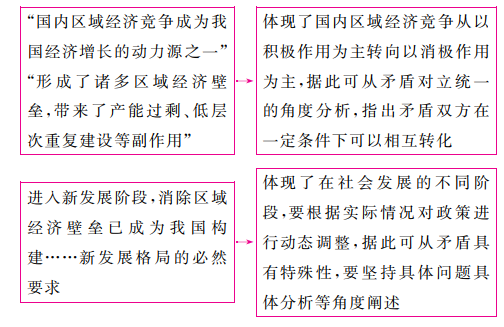 “国内区域经济竞争成为我
国经济增长的动力源之一”
“形成了诸多区域经济壁
垒,带来了产能过剩、低层
次重复建设等副作用”
体现了国内区域经济竞争从以
积极作用为主转向以消极作用
为主,据此可从矛盾对立统一
的角度分析,指出矛盾双方在
一定条件下可以相互转化
进入新发展阶段,消除区域
经济壁垒已成为我国构
建……新发展格局的必然
要求
体现了在社会发展的不同阶
段,要根据实际情况对政策进
行动态调整,据此可从矛盾具
有特殊性,要坚持具体问题具
体分析等角度阐述